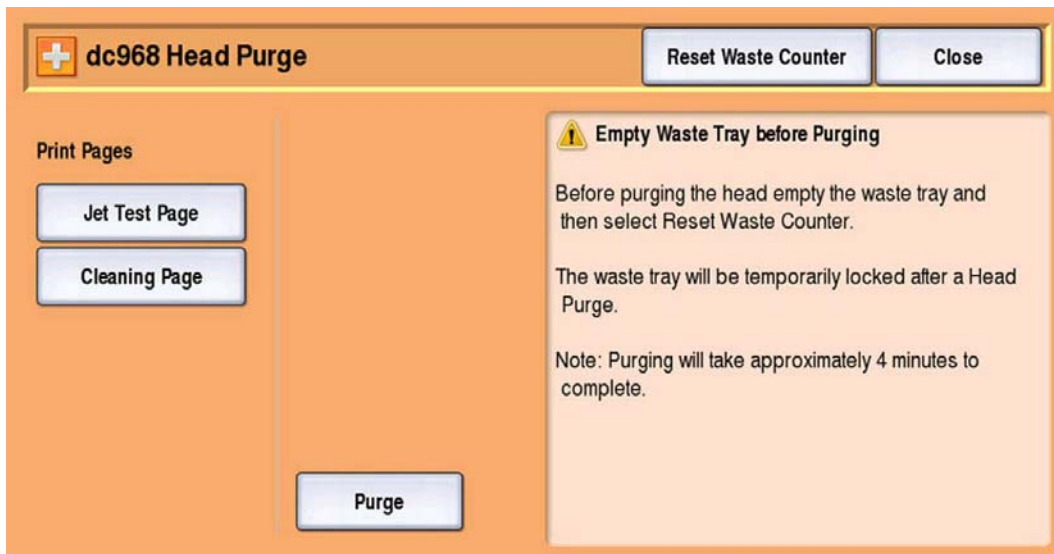 dc968 Head Purge
Reset Waste Counter
Close
Print Pages
Jet Test Page
Cleaning Page
Purge
Empty Waste Tray before Purging
Before purging the head empty the waste tray and
then select Reset Waste Counter.
The waste tray will be temporarily locked after a Head
Purge.
Note: Purging will take approximately 4 minutes to
complete.